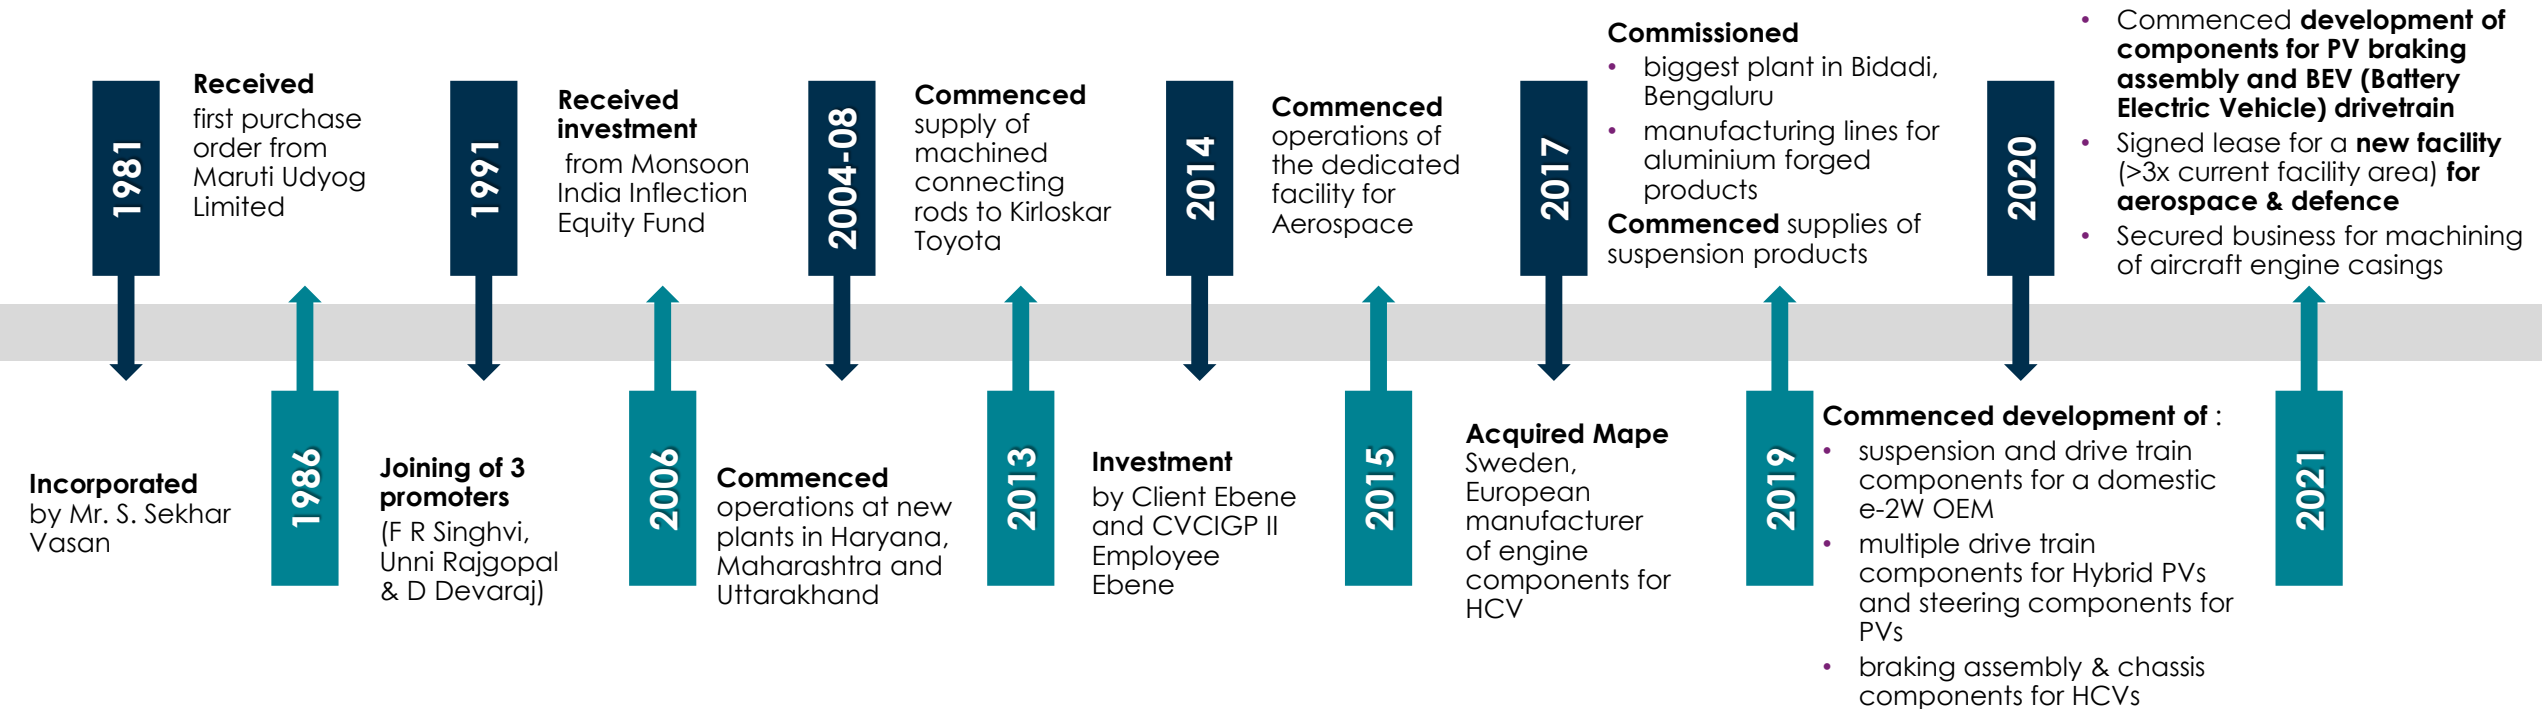 1981
Incorporated
by Mr. S. Sekhar
Vasan
Received
first purchase
order from
Maruti Udyog
Limited
1986
1991
Joining of 3
promoters
(F R Singhvi,
Unni Rajgopal
& D Devaraj)
Received
investment
from Monsoon
India Inflection
Equity Fund
2006
2004-08
Commenced
operations at new
plants in Haryana,
Maharashtra and
Uttarakhand
Commenced
supply of
machined
connecting
rods to Kirloskar
Toyota
2013
2014
Investment
by Client Ebene
and CVCIGP II
Employee
Ebene
Commenced
operations of
the dedicated
facility for
Aerospace
2015
2017
Acquired Mape
Sweden,
European
manufacturer
of engine
components for
HCV
Commissioned
• biggest plant in Bidadi,
Bengaluru
• manufacturing lines for
aluminium forged
products
Commenced supplies of
suspension products
2019
2020
Commenced development of :
• suspension and drive train
components for a domestic
e-2W OEM
• multiple drive train
components for Hybrid PVs
and steering components for
PVs
• braking assembly & chassis
components for HCVs
• Commenced development of
components for PV braking
assembly and BEV (Battery
Electric Vehicle) drivetrain
• Signed lease for a new facility
(>3x current facility area) for
aerospace & defence
• Secured business for machining
of aircraft engine casings
2021